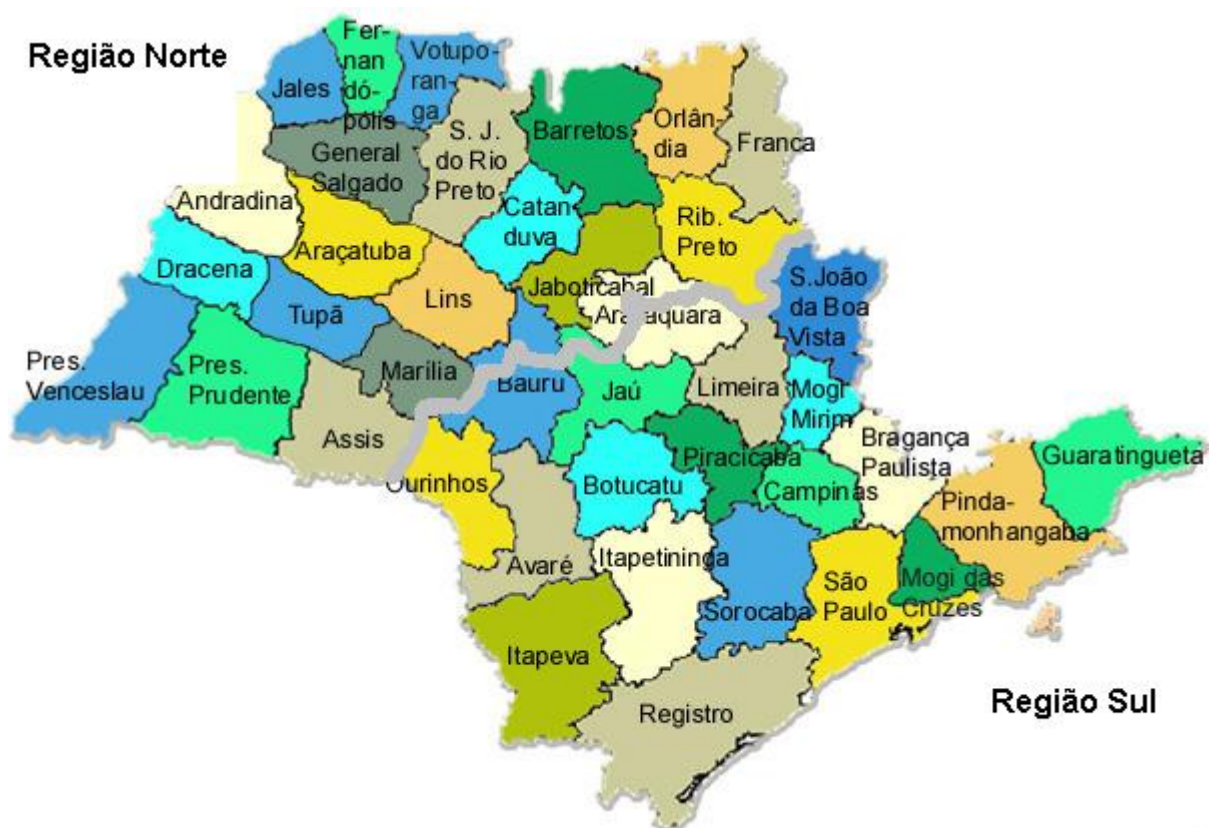 Região Norte
Fer-
nan
dó-
pólis
Votupo-
ran-
ga
Jales
Barretos
Orlân-
dia
Franca
S. J.
do Rio
Preto
General
Salgado
Andradina
Catan
duva
Rib.
Preto
Araçatuba
Dracena
Jaboticabal
S.João
da Boa
Vista
Lins
Araraquara
Tupã
Pres.
Venceslau
Pres.
Prudente
Marília
Bauru
Jaú
Limeira
Mogi
Mirim
Assis
Bragança
Paulista
Guaratingueta
Piracicaba
Ourinhos
Botucatu
Campinas
Pinda-
monhangaba
Avaré
Itapetininga
São
Paulo
Mogi das
Cruzes
Sorocaba
Itapeva
Registro
Região Sul